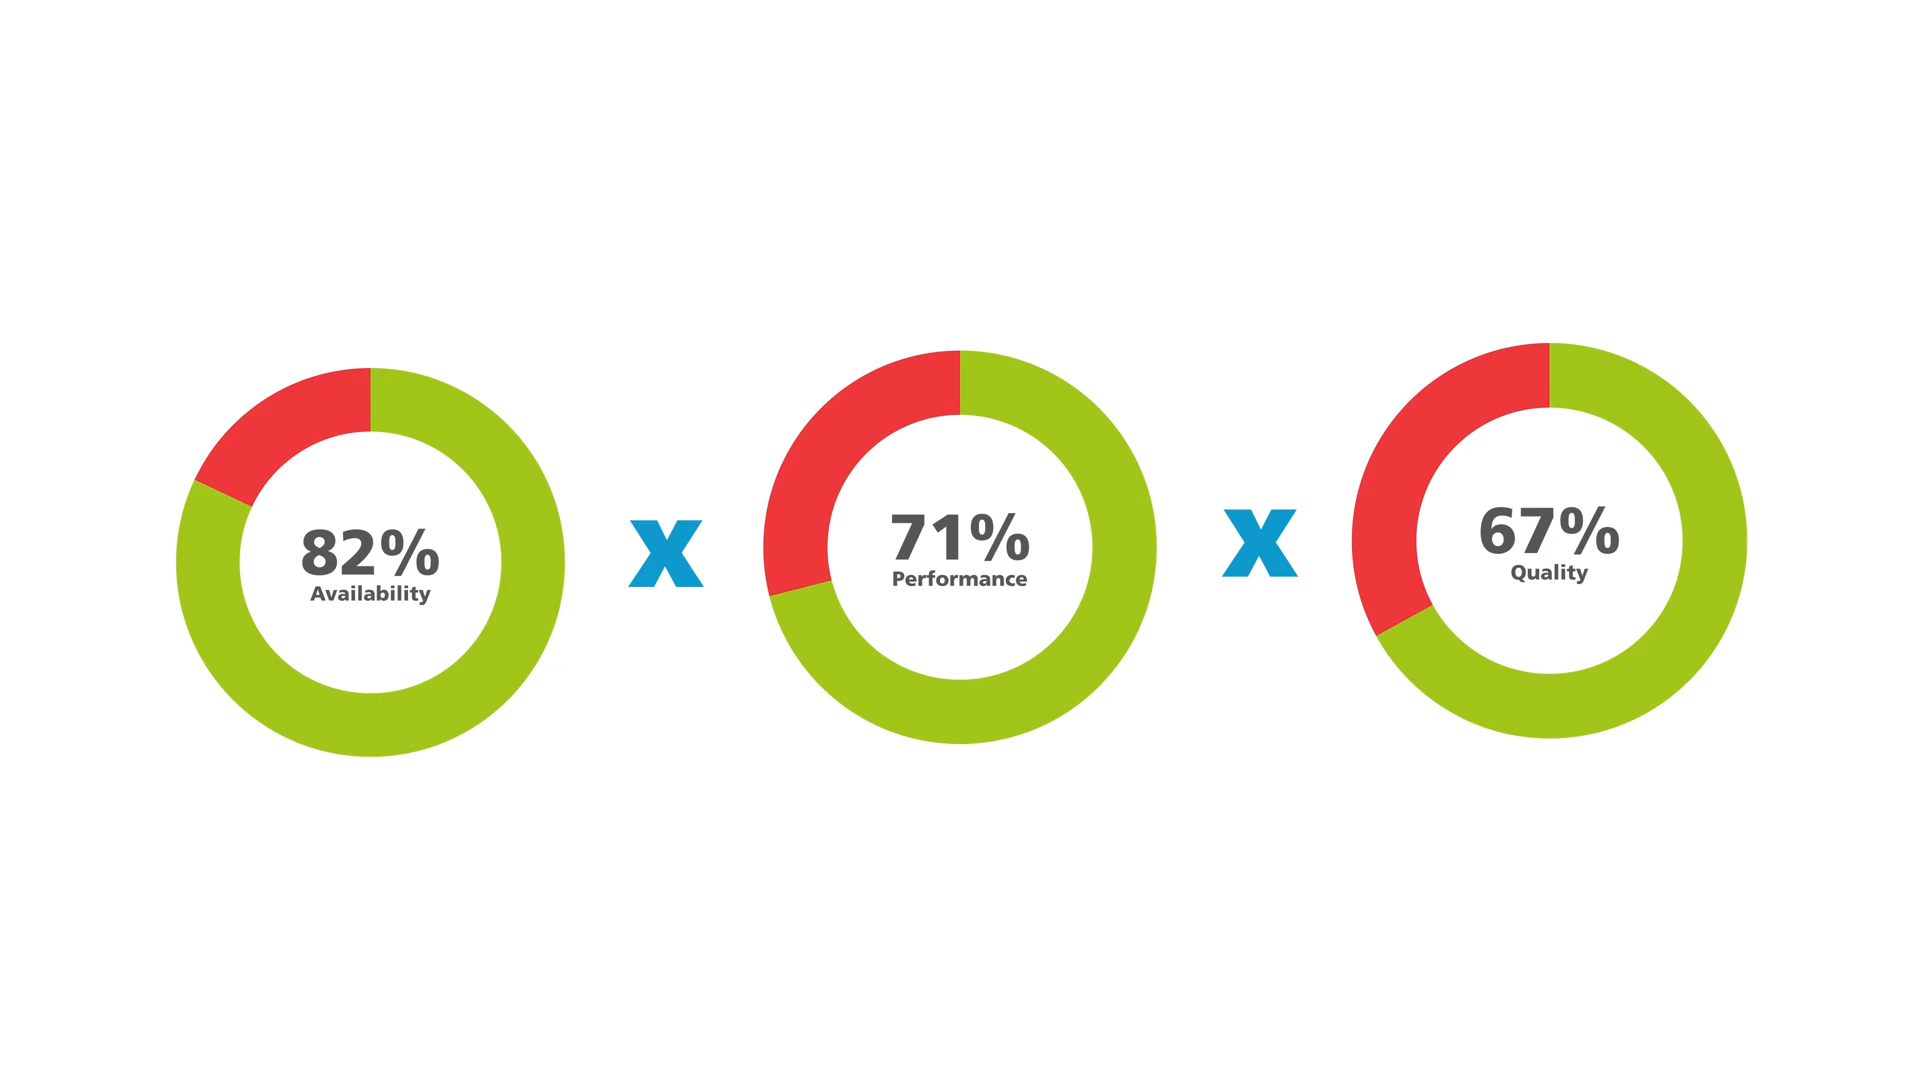 82%
Availability
X
71%
Performance
X
67%
Quality